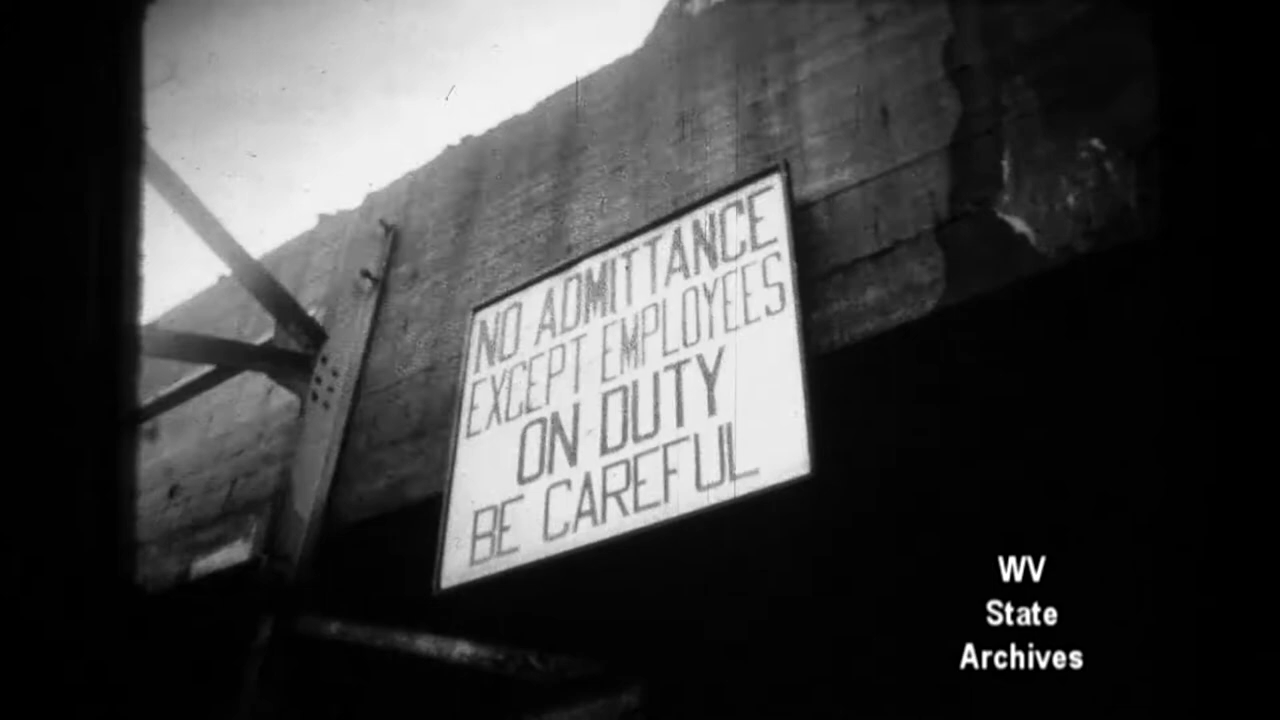 NO ADMITTANCE
EXCEPT EMPLOYEES
ON DUTY
BE CAREFUL
WV
State
Archives